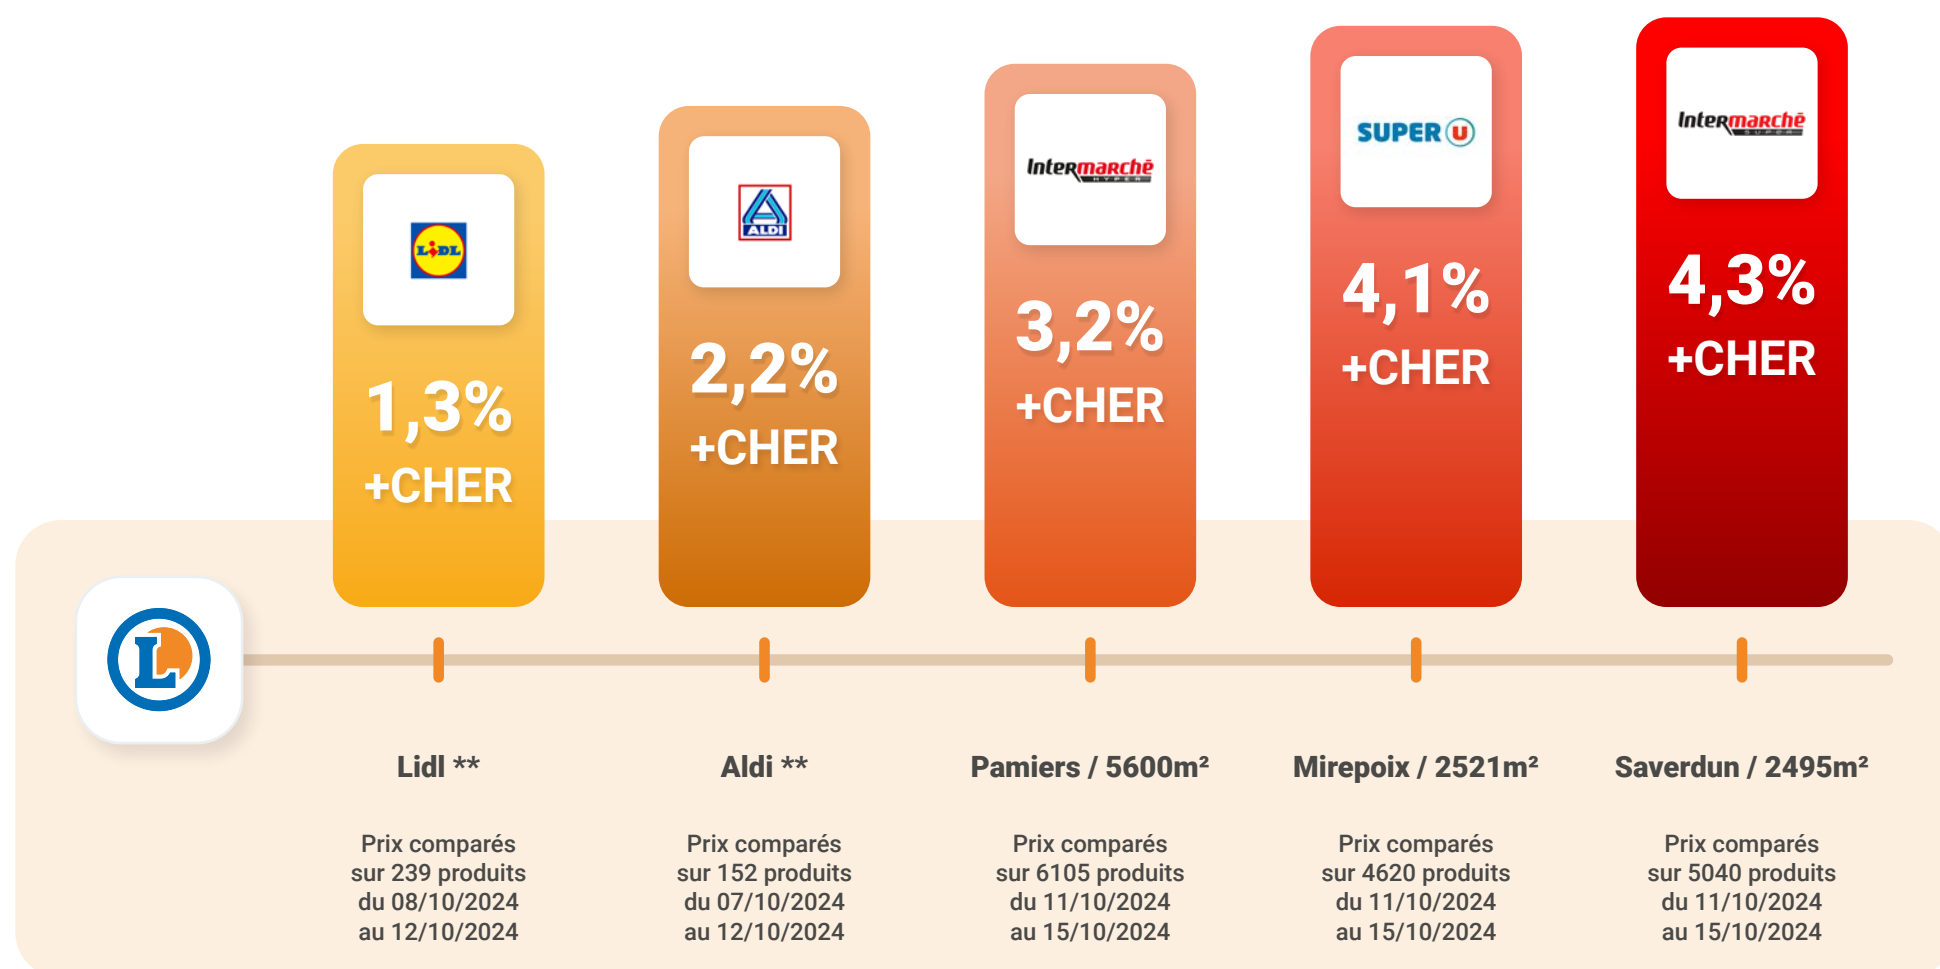 LIDL
1,3%
+CHER
ALDI
2,2%
+CHER
Intermarchē
HYPER
3,2%
+CHER
SUPER U
4,1%
+CHER
Intermarchē
SUPER
4,3%
+CHER
L
Lidl **
Prix comparés
sur 239 produits
du 08/10/2024
au 12/10/2024
Aldi **
Prix comparés
sur 152 produits
du 07/10/2024
au 12/10/2024
Pamiers / 5600m²
Prix comparés
sur 6105 produits
du 11/10/2024
au 15/10/2024
Mirepoix / 2521m²
Prix comparés
sur 4620 produits
du 11/10/2024
au 15/10/2024
Saverdun / 2495m²
Prix comparés
sur 5040 produits
du 11/10/2024
au 15/10/2024